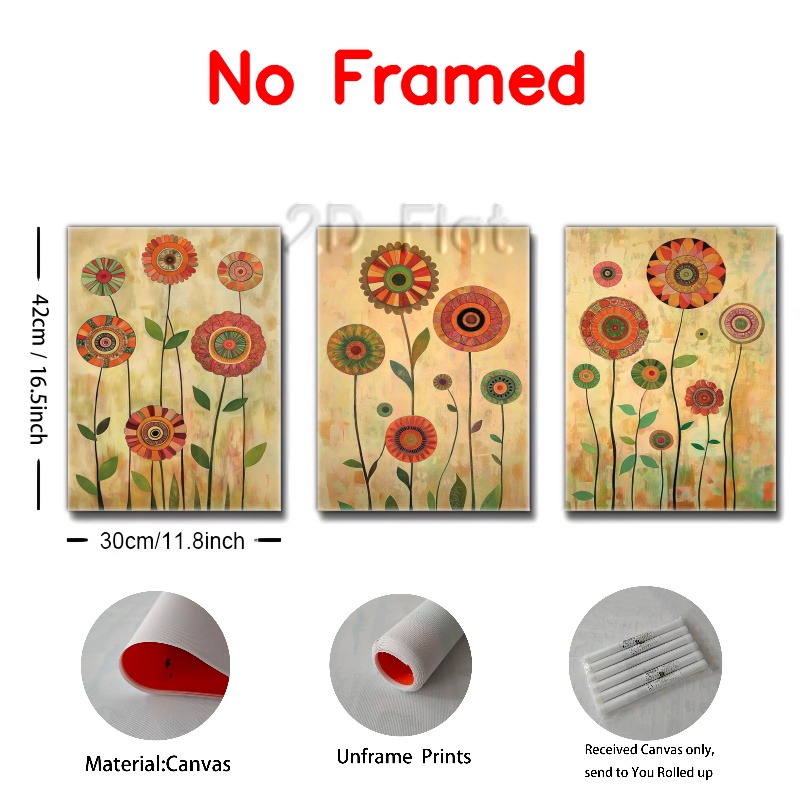 No Framed
2D Flat
42cm / 16.5inch
30cm/11.8inch
Material:Canvas
Unframe Prints
Received Canvas only,
send to You Rolled up